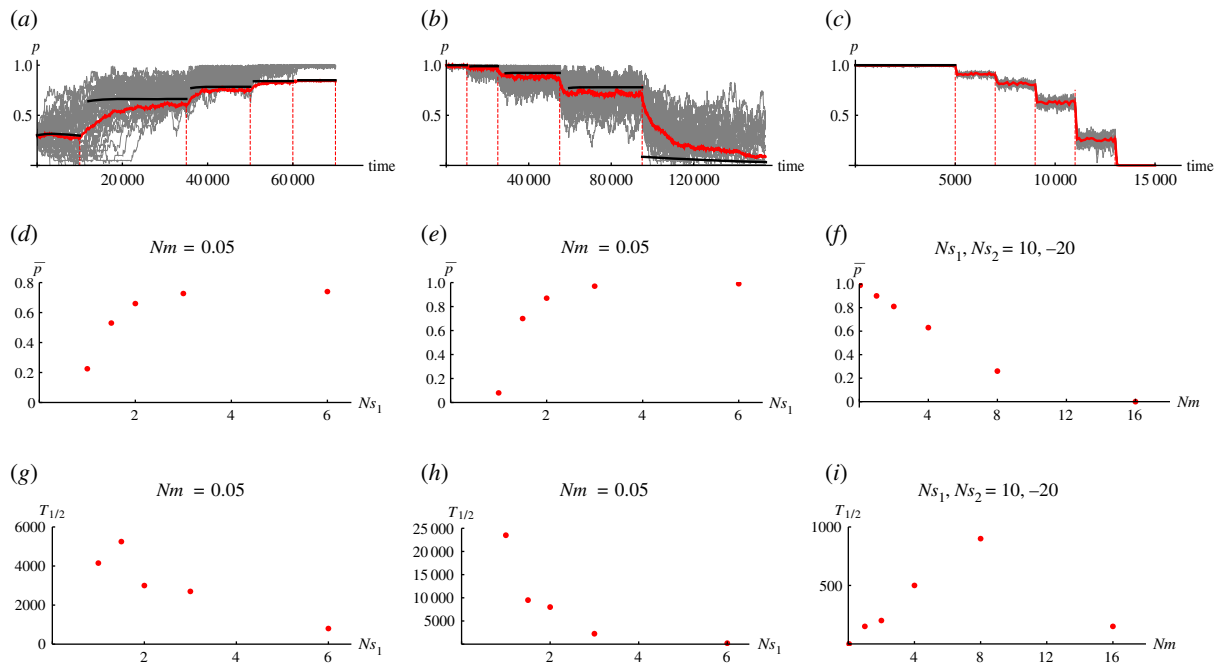 (a)
p
1.0
0.5
20 000 40 000 60 000
time
(b)
p
1.0
0.5
40 000 80 000 120 000
time
(c)
p
1.0
0.5
5000 10 000 15 000
time
(d)
Nm = 0.05
p̅
0.8
0.6
0.4
0.2
0
2 4 6
Ns₁
(e)
Nm = 0.05
p̅
1.0
0.8
0.6
0.4
0.2
0
2 4 6
Ns₁
(f)
Ns₁, Ns₂ = 10, –20
p̅
1.0
0.8
0.6
0.4
0.2
0
4 8 12 16
Nm
(g)
Nm = 0.05
T₁/₂
6000
4000
2000
0
2 4 6
Ns₁
(h)
Nm = 0.05
T₁/₂
25 000
20 000
15 000
10 000
5000
2 4 6
Ns₁
(i)
Ns₁, Ns₂ = 10, –20
T₁/₂
1000
500
4 8 12 16
Nm